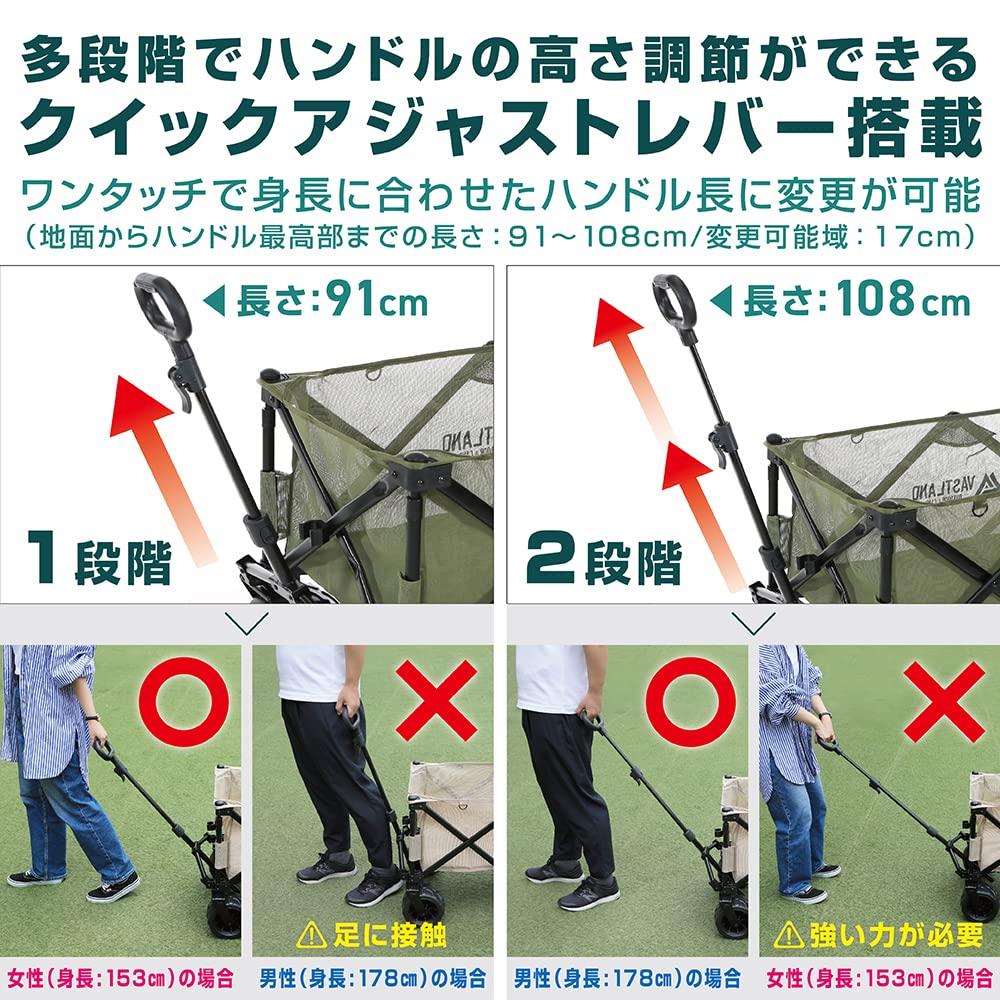 多段階でハンドルの高さ調節ができる
クイックアジャストレバー搭載
ワンタッチで身長に合わせたハンドル長に変更が可能
(地面からハンドル最高部までの長さ:91～108cm/変更可能域:17cm)
◀長さ:91cm
VASTLAND
1段階
◀長さ:108cm
VASTLAND
2段階
⚠足に接触
⚠強い力が必要
女性(身長:153㎝)の場合
男性(身長:178㎝)の場合
男性(身長:178㎝)の場合
女性(身長:153㎝)の場合